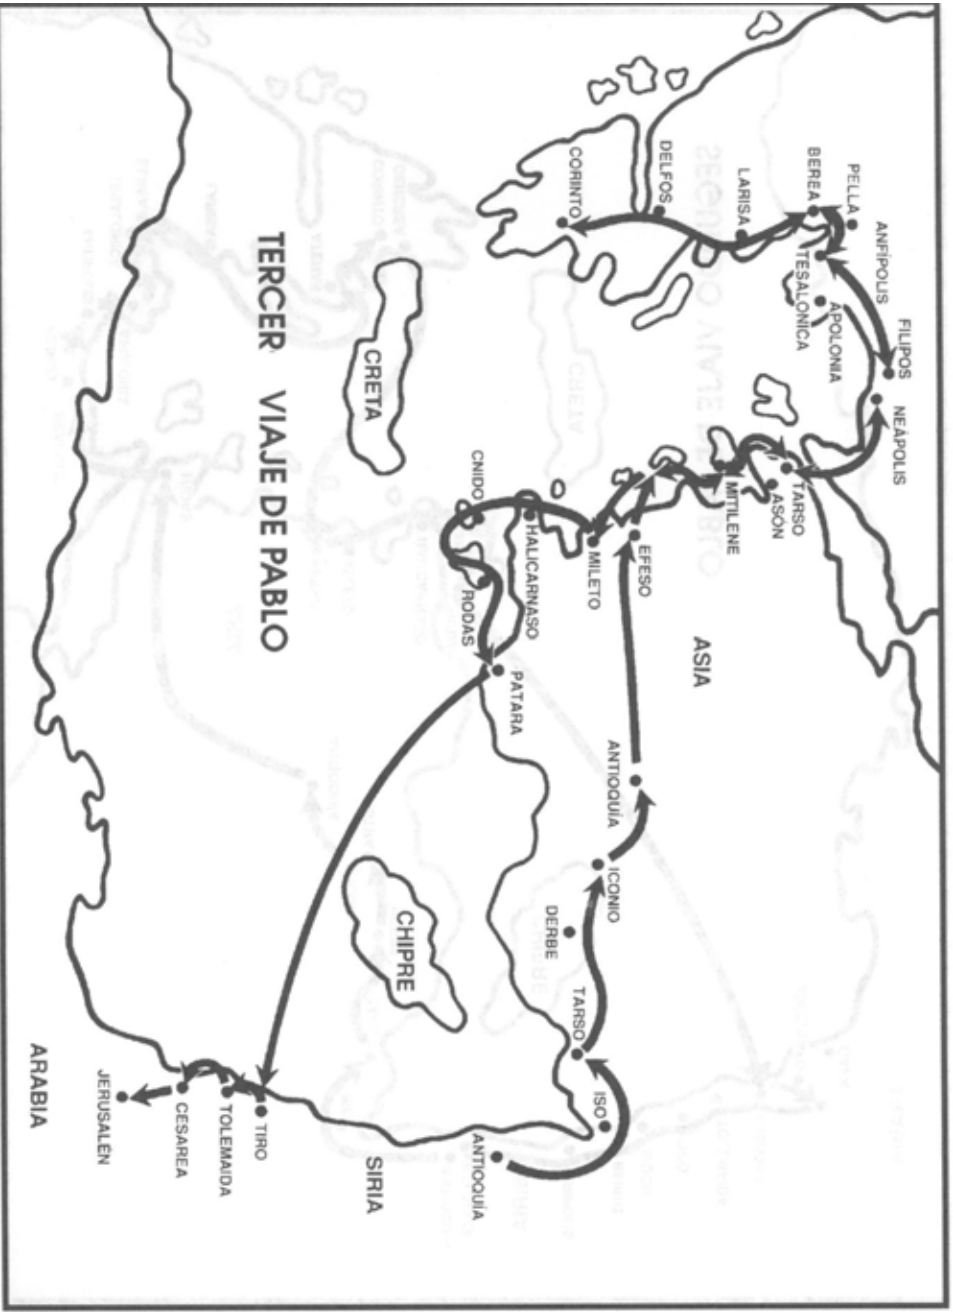 FILIPOS
NEÁPOLIS
ANFÍPOLIS
PELLA
APOLONIA
BEREA
TESALÓNICA
TARSO
ASÓN
LARISA
MITILENE
ASIA
DELFOS
EFESO
ANTIOQUÍA
ICONIO
ISO
MILETO
CORINTO
TARSO
DERBE
HALICARNASO
PATARA
CNIDO
RODAS
ANTIOQUÍA
CHIPRE
CRETA
SIRIA
TERCER VIAJE DE PABLO
TIRO
TOLEMAIDA
CESAREA
JERUSALÉN
ARABIA